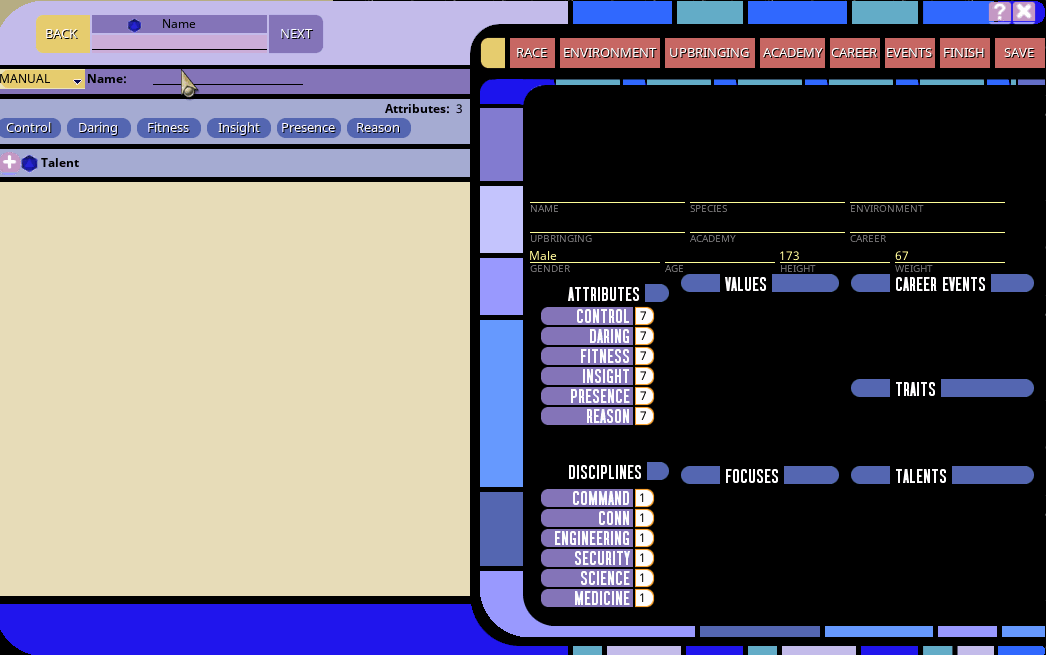 BACK
Name
NEXT
MANUAL
Name:
Attributes: 3
Control Daring Fitness Insight Presence Reason
Talent
RACE ENVIRONMENT UPBRINGING ACADEMY CAREER EVENTS FINISH SAVE
NAME SPECIES ENVIRONMENT
UPBRINGING ACADEMY CAREER
Male 173 67
GENDER AGE HEIGHT WEIGHT
ATTRIBUTES
CONTROL 7
DARING 7
FITNESS 7
INSIGHT 7
PRESENCE 7
REASON 7
VALUES
CAREER EVENTS
TRAITS
DISCIPLINES
COMMAND 1
CONN 1
ENGINEERING 1
SECURITY 1
SCIENCE 1
MEDICINE 1
FOCUSES
TALENTS